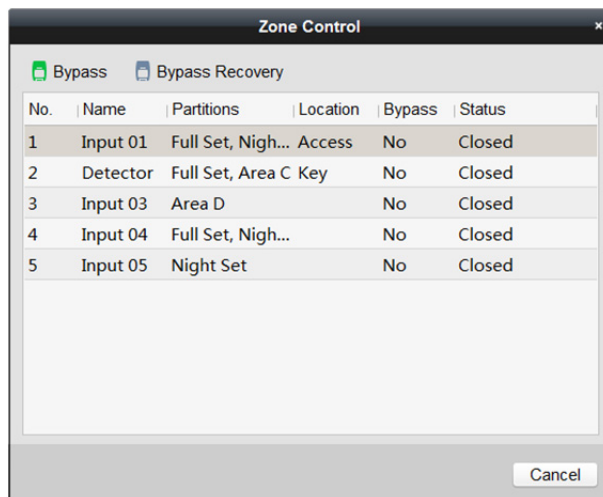 Zone Control ×
Bypass Bypass Recovery
No. Name Partitions Location Bypass Status
1 Input 01 Full Set, Nigh... Access No Closed
2 Detector Full Set, Area C Key No Closed
3 Input 03 Area D No Closed
4 Input 04 Full Set, Nigh... No Closed
5 Input 05 Night Set No Closed
Cancel